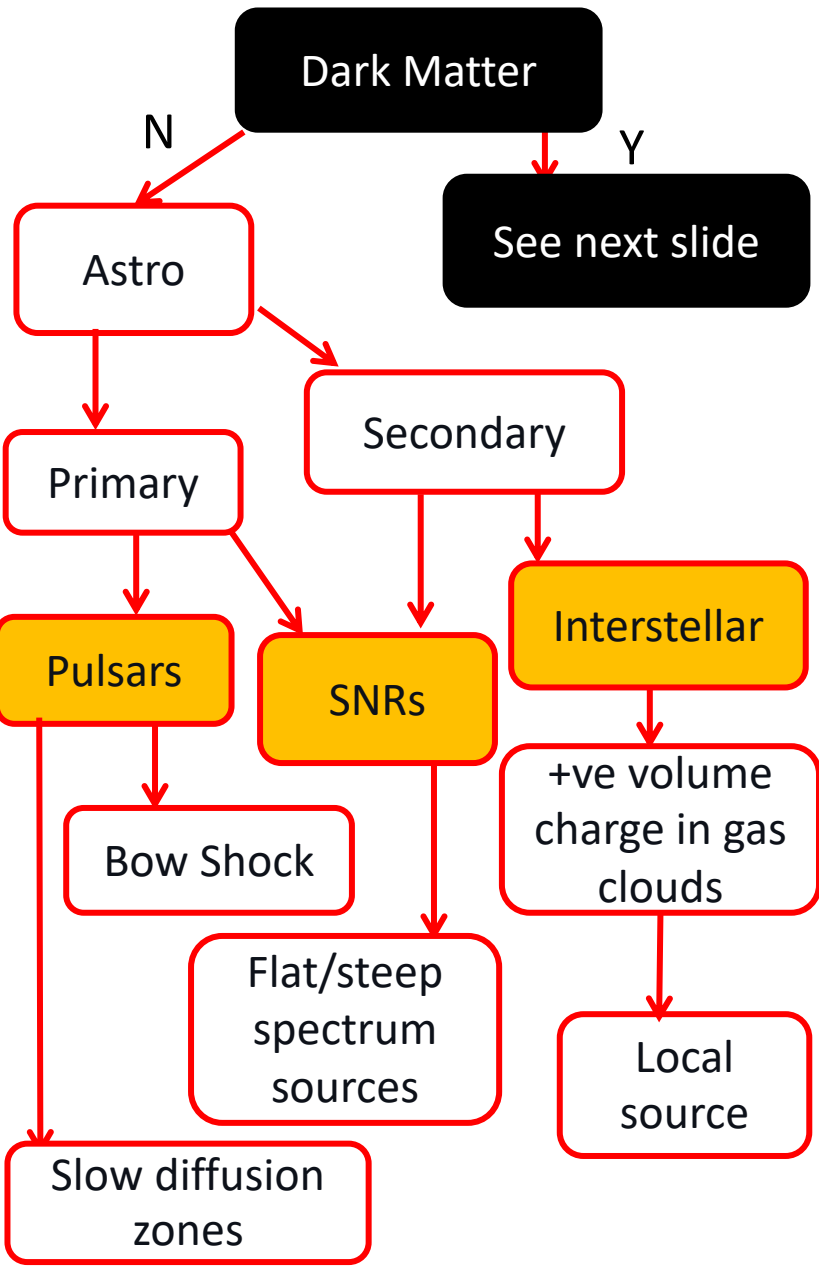 Dark Matter
N
Y
See next slide
Astro
Secondary
Primary
Interstellar
Pulsars
SNRs
+ve volume
charge in gas
clouds
Bow Shock
Flat/steep
spectrum
sources
Local
source
Slow diffusion
zones